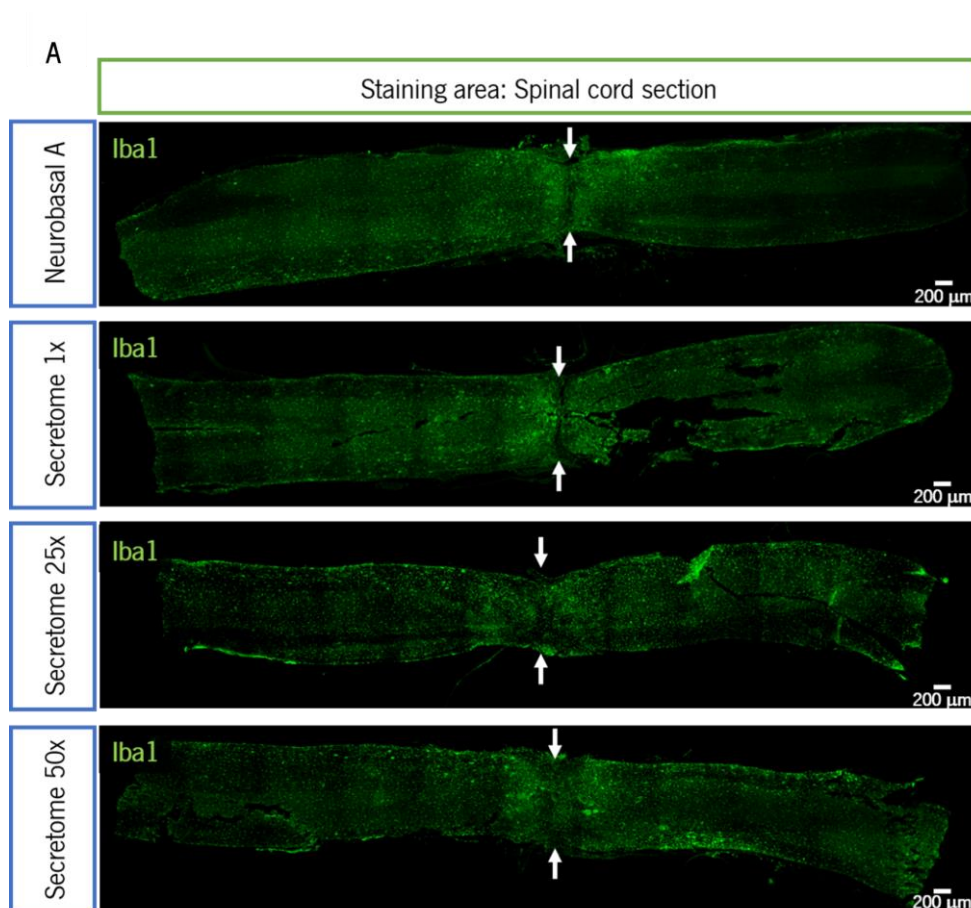 A
Staining area: Spinal cord section
Neurobasal A
Iba1
200 µm
Secretome 1x
Iba1
200 µm
Secretome 25x
Iba1
200 µm
Secretome 50x
Iba1
200 µm